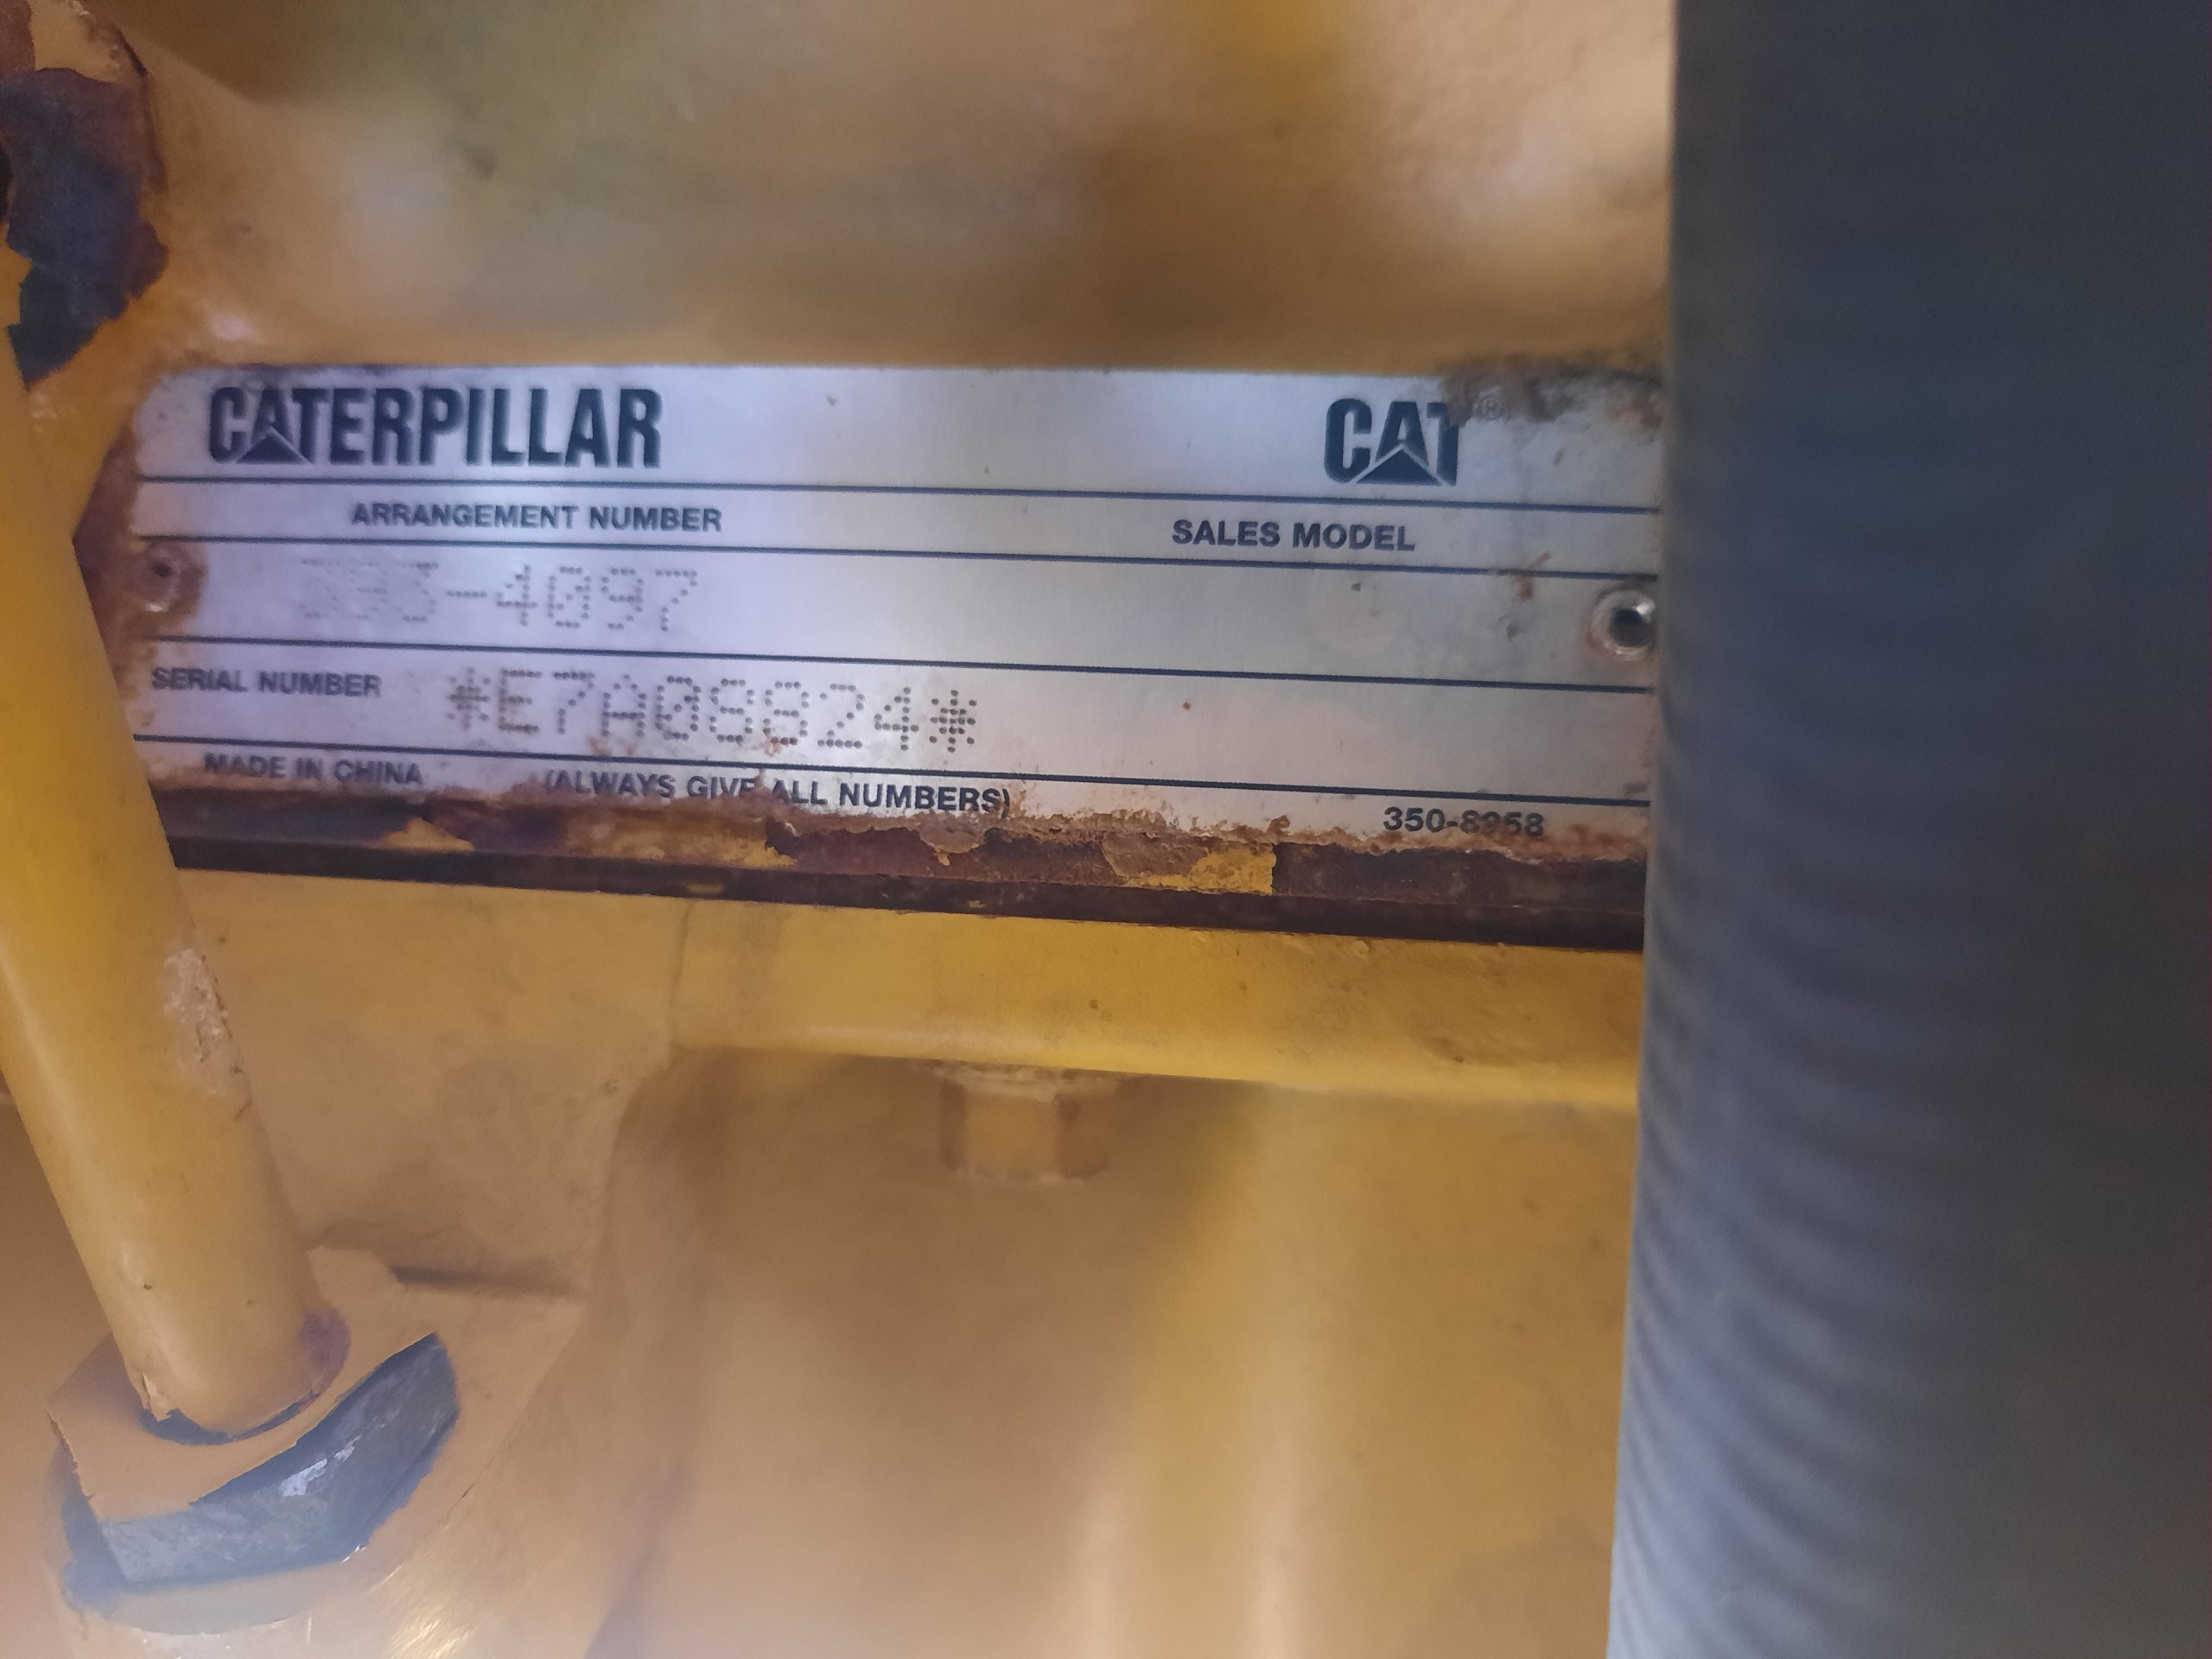 CATERPILLAR CAT®
ARRANGEMENT NUMBER SALES MODEL
393-4097
SERIAL NUMBER *E7A08824*
MADE IN CHINA (ALWAYS GIVE ALL NUMBERS) 350-8958